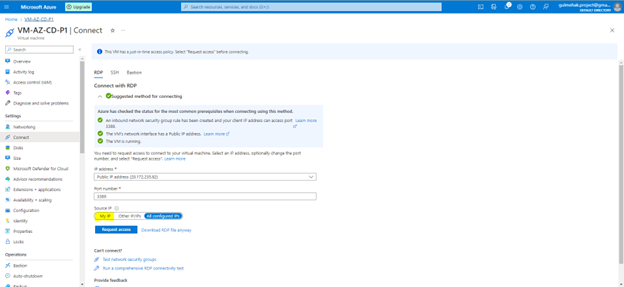 Microsoft Azure
Upgrade
Search resources, services, and docs (G+/)
DEFAULT DIRECTORY
Home > VM-AZ-CD-P1
VM-AZ-CD-P1 | Connect
Virtual machine
Search
This VM has a just-in-time access policy. Select "Request access" before connecting.
Overview
Activity log
Access control (IAM)
Tags
Diagnose and solve problems
Settings
Networking
Connect
Disks
Size
Microsoft Defender for Cloud
Advisor recommendations
Extensions + applications
Availability + scaling
Configuration
Identity
Properties
Locks
Operations
Bastion
Auto-shutdown
Backup
RDP SSH Bastion
Connect with RDP
Suggested method for connecting
Azure has checked the status for the most common prerequisites when connecting using this method.
An inbound network security group rule has been created and your client IP address can access port 3389. Learn more
The VM's network interface has a Public IP address. Learn more
The VM is running.
You need to request access to connect to your virtual machine. Select an IP address, optionally change the port
number, and select "Request access". Learn more
IP address *
Public IP address
Port number *
3389
Source IP
My IP Other IP/IPs All configured IPs
Request access Download RDP file anyway
Can't connect?
Test network security groups
Run a comprehensive RDP connectivity test
Provide feedback